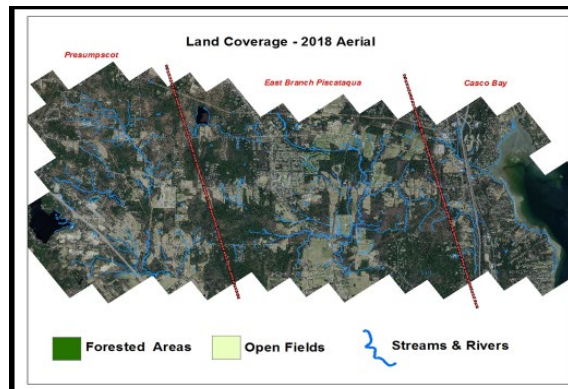 Land Coverage - 2018 Aerial
Presumpscot
East Branch Piscataqua
Casco Bay
Forested Areas
Open Fields
Streams & Rivers